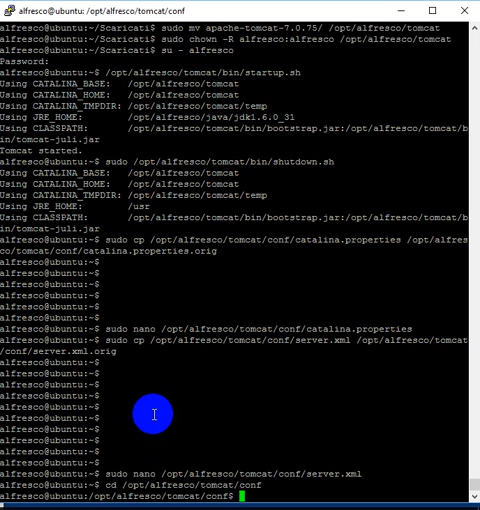 alfresco@ubuntu: /opt/alfresco/tomcat/conf
alfresco@ubuntu:~/Scaricati$ sudo mv apache-tomcat-7.0.75/ /opt/alfresco/tomcat
alfresco@ubuntu:~/Scaricati$ sudo chown -R alfresco:alfresco /opt/alfresco/tomcat
alfresco@ubuntu:~/Scaricati$ su - alfresco
Password:
alfresco@ubuntu:~$ /opt/alfresco/tomcat/bin/startup.sh
Using CATALINA_BASE:   /opt/alfresco/tomcat
Using CATALINA_HOME:   /opt/alfresco/tomcat
Using CATALINA_TMPDIR: /opt/alfresco/tomcat/temp
Using JRE_HOME:        /opt/alfresco/java/jdk1.6.0_31
Using CLASSPATH:       /opt/alfresco/tomcat/bin/bootstrap.jar:/opt/alfresco/tomcat/b
in/tomcat-juli.jar
Tomcat started.
alfresco@ubuntu:~$ sudo /opt/alfresco/tomcat/bin/shutdown.sh
Using CATALINA_BASE:   /opt/alfresco/tomcat
Using CATALINA_HOME:   /opt/alfresco/tomcat
Using CATALINA_TMPDIR: /opt/alfresco/tomcat/temp
Using JRE_HOME:        /usr
Using CLASSPATH:       /opt/alfresco/tomcat/bin/bootstrap.jar:/opt/alfresco/tomcat/b
in/tomcat-juli.jar
alfresco@ubuntu:~$ sudo cp /opt/alfresco/tomcat/conf/catalina.properties /opt/alfres
co/tomcat/conf/catalina.properties.orig
alfresco@ubuntu:~$
alfresco@ubuntu:~$
alfresco@ubuntu:~$
alfresco@ubuntu:~$
alfresco@ubuntu:~$
alfresco@ubuntu:~$
alfresco@ubuntu:~$ sudo nano /opt/alfresco/tomcat/conf/catalina.properties
alfresco@ubuntu:~$ sudo cp /opt/alfresco/tomcat/conf/server.xml /opt/alfresco/tomcat
/conf/server.xml.orig
alfresco@ubuntu:~$
alfresco@ubuntu:~$
alfresco@ubuntu:~$
alfresco@ubuntu:~$
alfresco@ubuntu:~$
alfresco@ubuntu:~$
alfresco@ubuntu:~$
alfresco@ubuntu:~$
alfresco@ubuntu:~$
alfresco@ubuntu:~$
alfresco@ubuntu:~$ sudo nano /opt/alfresco/tomcat/conf/server.xml
alfresco@ubuntu:~$ cd /opt/alfresco/tomcat/conf
alfresco@ubuntu:/opt/alfresco/tomcat/conf$